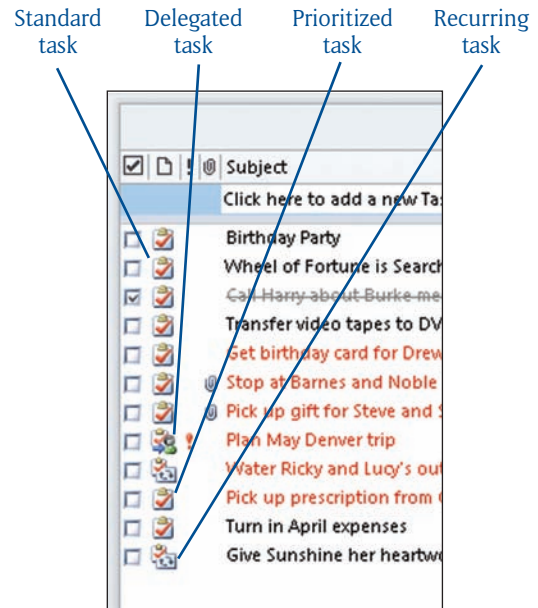 Standard task
Delegated task
Prioritized task
Recurring task
Subject
Click here to add a new Ta
Birthday Party
Wheel of Fortune is Search
Call Harry about Burke me
Transfer video tapes to DV
Get birthday card for Drew
Stop at Barnes and Noble
Pick up gift for Steve and S
Plan May Denver trip
Water Ricky and Lucy's out
Pick up prescription from
Turn in April expenses
Give Sunshine her heartwo